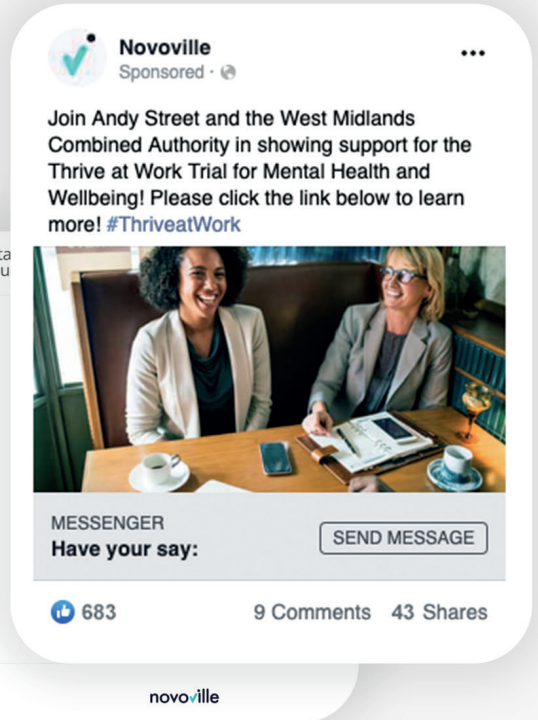 Novoville
Sponsored ·
Join Andy Street and the West Midlands
Combined Authority in showing support for the
Thrive at Work Trial for Mental Health and
Wellbeing! Please click the link below to learn
more! #ThriveatWork
MESSENGER
Have your say:
SEND MESSAGE
683
9 Comments 43 Shares
novoville